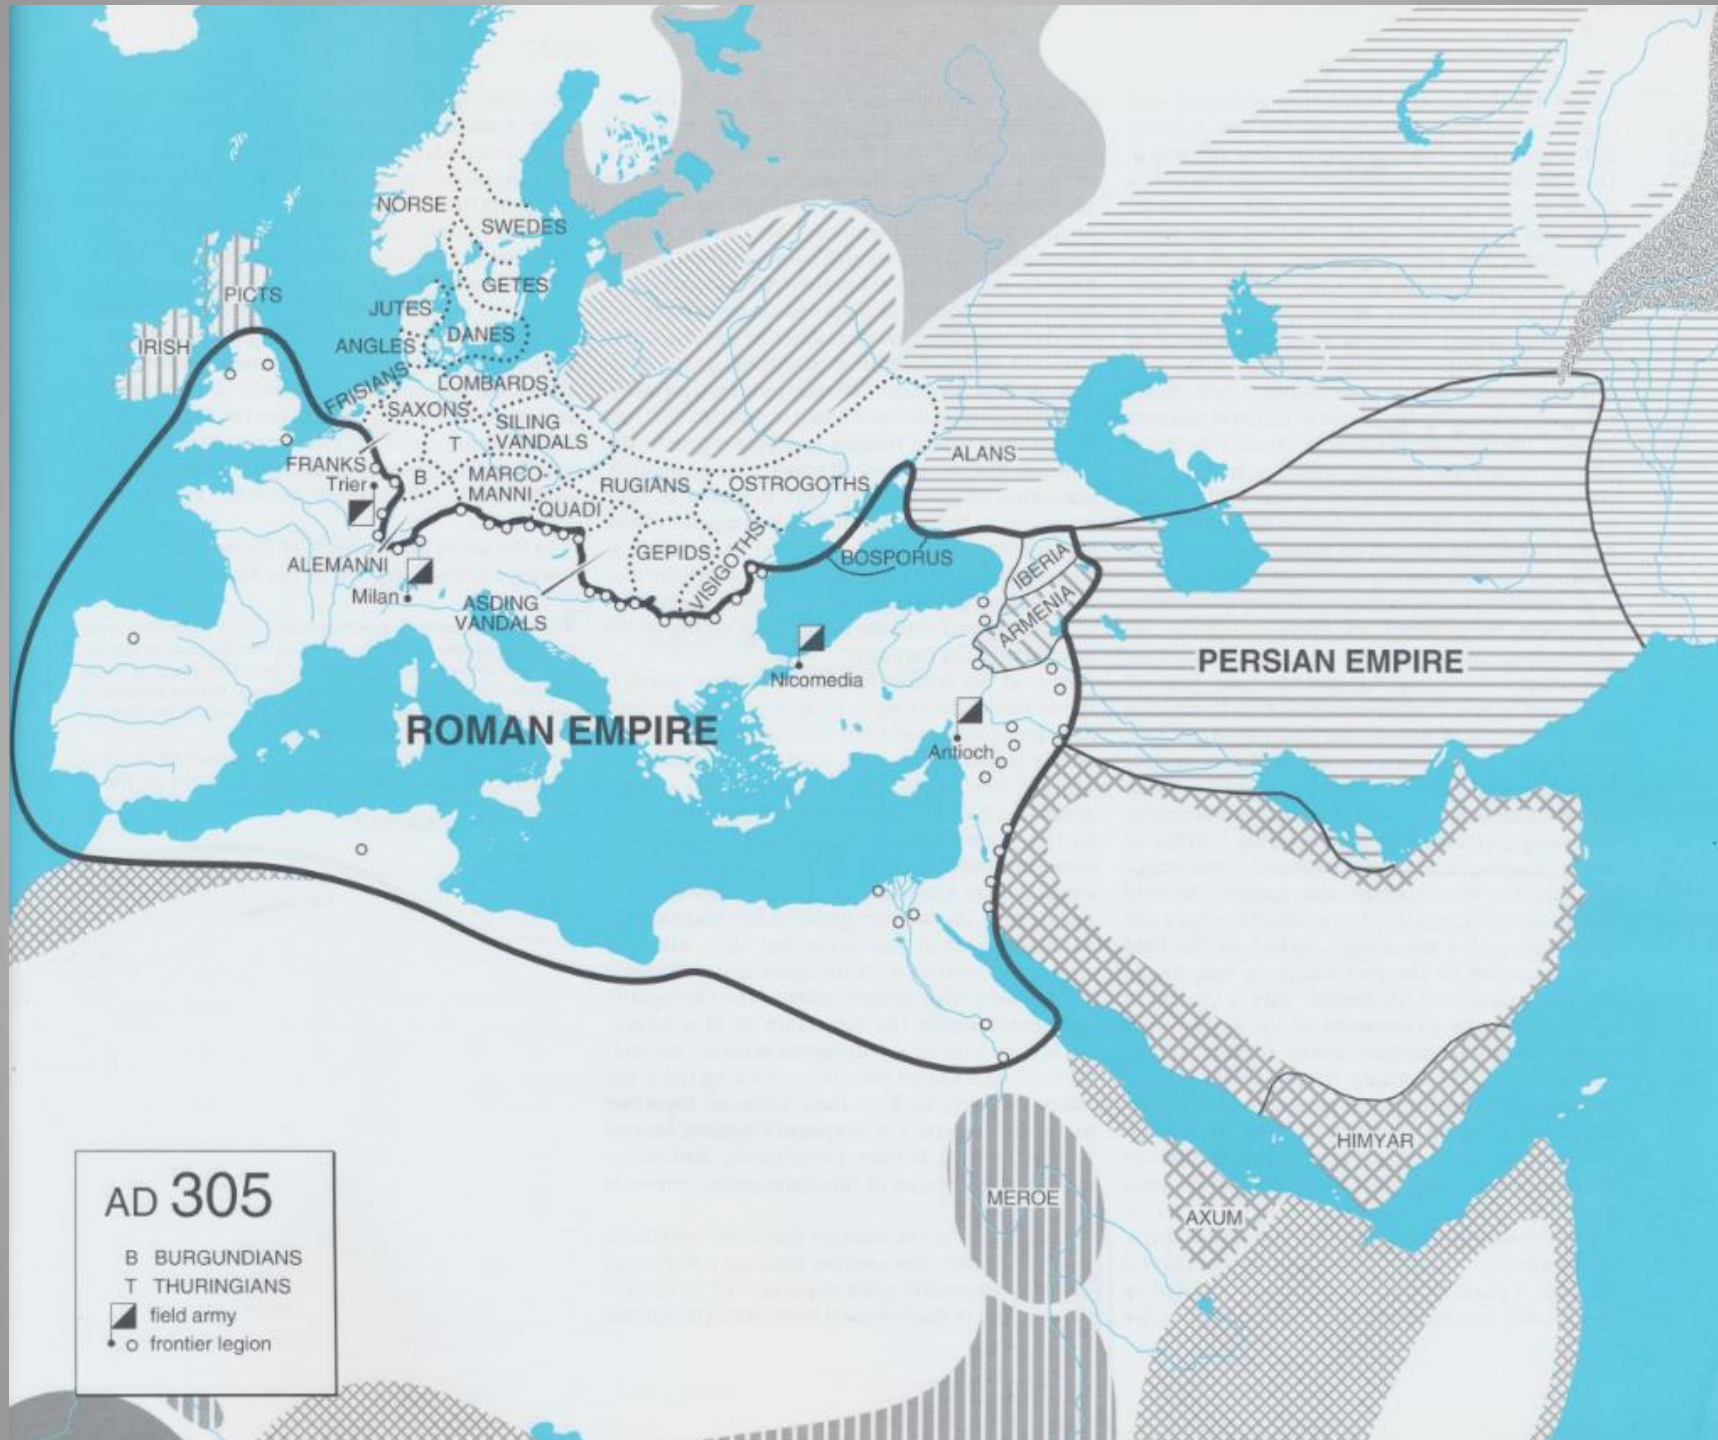 NORSE
SWEDES
GETES
PICTS
JUTES
DANES
IRISH
ANGLES
FRISIANS
LOMBARDS
SAXONS
SILING
VANDALS
T
ALANS
FRANKS
Trier
B
MARCO-
MANNI
RUGIANS
OSTROGOTHS
QUADI
GEPIDS
VISIGOTHS
BOSPORUS
IBERIA
ALEMANNI
Milan
ASDING
VANDALS
ARMENIA
PERSIAN EMPIRE
Nicomedia
ROMAN EMPIRE
Antioch
HIMYAR
MEROE
AXUM
AD 305
B BURGUNDIANS
T THURINGIANS
field army
frontier legion